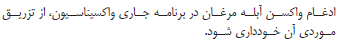 ادغام واکسن آبله مرغان در برنامه جاری واکسیناسیون، از تزریق
موردی آن خودداری شود.